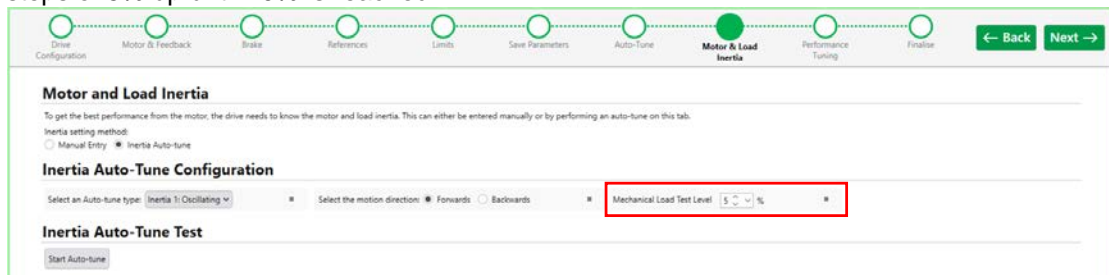 Drive Configuration
Motor & Feedback
Brake
References
Limits
Save Parameters
Auto-Tune
Motor & Load Inertia
Performance Tuning
Finalise
← Back
Next →
Motor and Load Inertia
To get the best performance from the motor, the drive needs to know the motor and load inertia. This can either be entered manually or by performing an auto-tune on this tab.
Inertia setting method:
Manual Entry Inertia Auto-tune
Inertia Auto-Tune Configuration
Select an Auto-tune type: Inertia 1: Oscillating Select the motion direction: Forwards Backwards Mechanical Load Test Level 5 %
Inertia Auto-Tune Test
Start Auto-tune